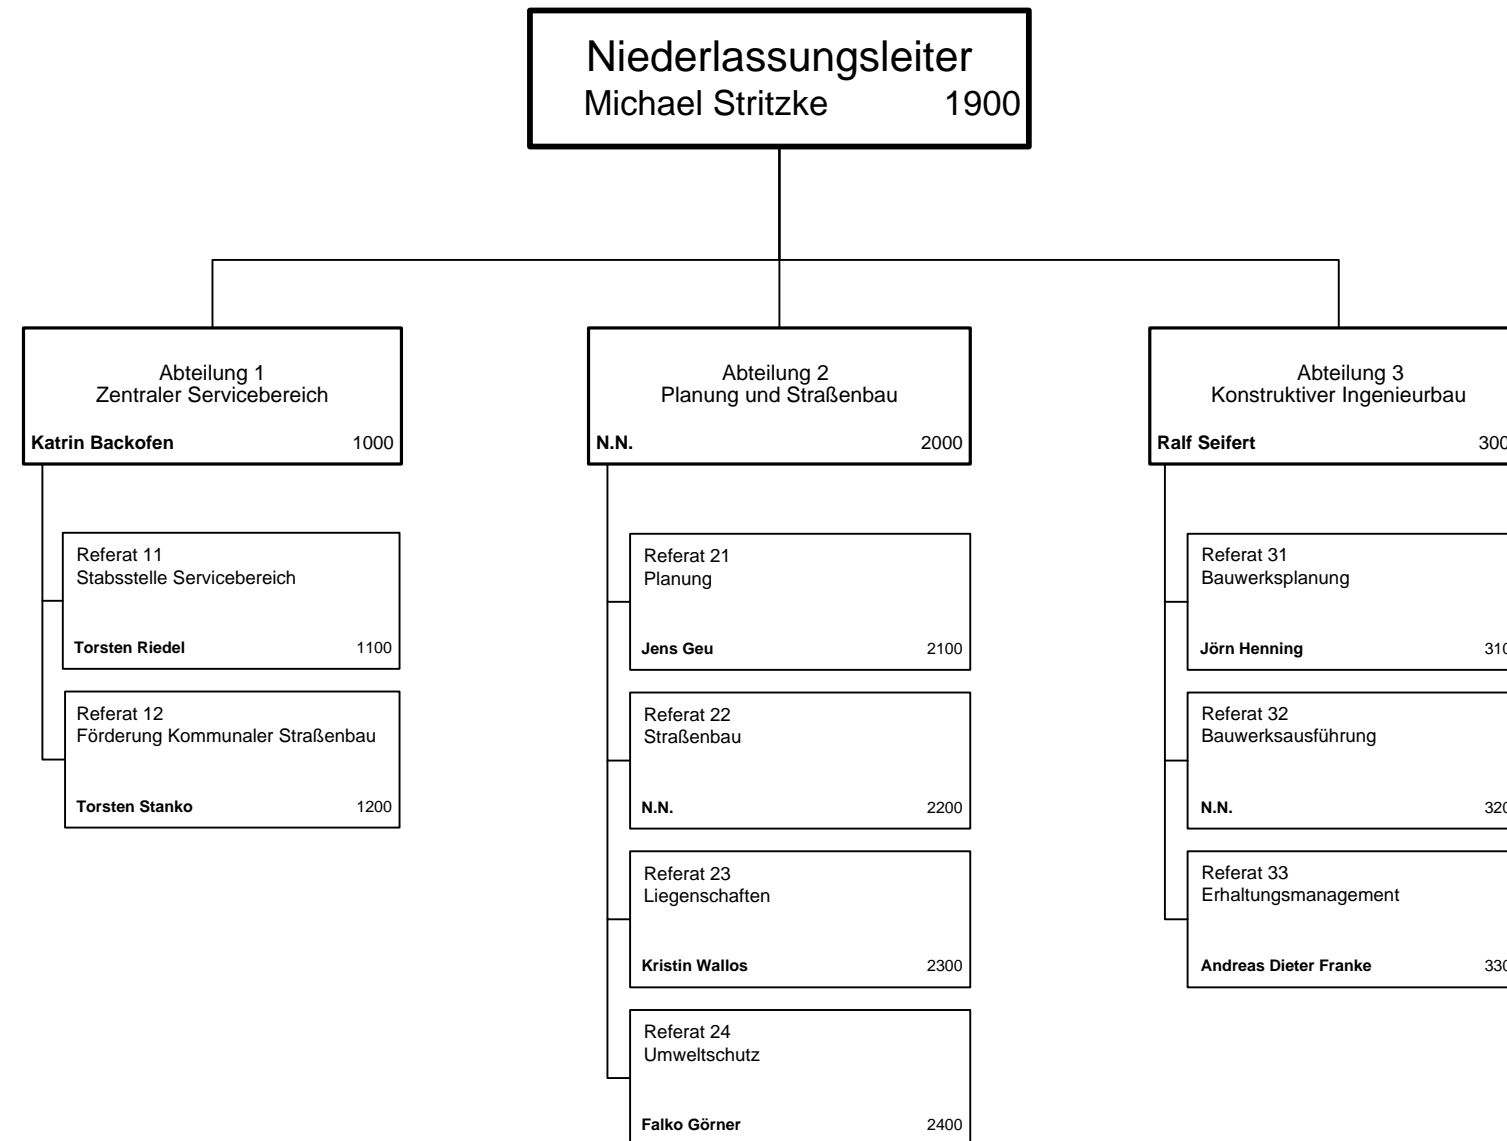 Niederlassungsleiter
Michael Stritzke 1900
Abteilung 1
Zentraler Servicebereich
Katrin Backofen 1000
Referat 11
Stabsstelle Servicebereich
Torsten Riedel 1100
Referat 12
Förderung Kommunaler Straßenbau
Torsten Stanko 1200
Abteilung 2
Planung und Straßenbau
N.N. 2000
Referat 21
Planung
Jens Geu 2100
Referat 22
Straßenbau
N.N. 2200
Referat 23
Liegenschaften
Kristin Wallos 2300
Referat 24
Umweltschutz
Falko Görner 2400
Abteilung 3
Konstruktiver Ingenieurbau
Ralf Seifert
Referat 31
Bauwerksplanung
Jörn Henning
Referat 32
Bauwerksausführung
N.N.
Referat 33
Erhaltungsmanagement
Andreas Dieter Franke